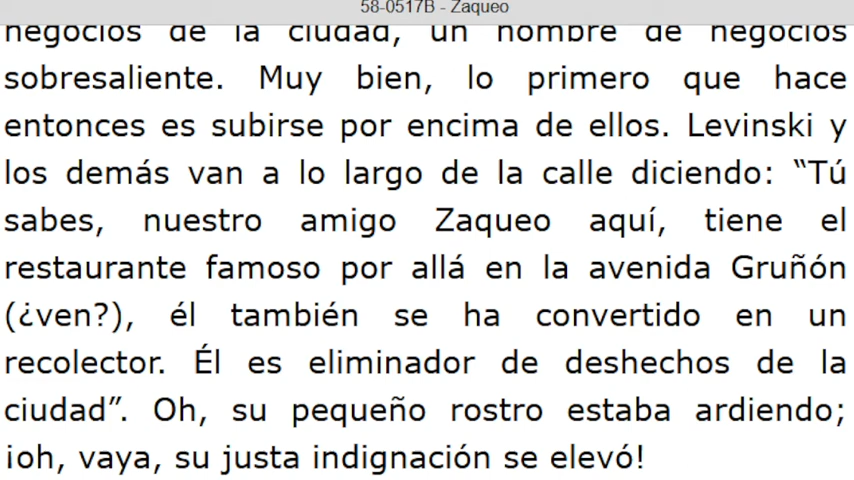 58-0517B - Zaqueo
negocios de la ciudad, un hombre de negocios
sobresaliente. Muy bien, lo primero que hace
entonces es subirse por encima de ellos. Levinski y
los demás van a lo largo de la calle diciendo: “Tú
sabes, nuestro amigo Zaqueo aquí, tiene el
restaurante famoso por allá en la avenida Gruñón
(¿ven?), él también se ha convertido en un
recolector. Él es eliminador de deshechos de la
ciudad”. Oh, su pequeño rostro estaba ardiendo;
¡oh, vaya, su justa indignación se elevó!